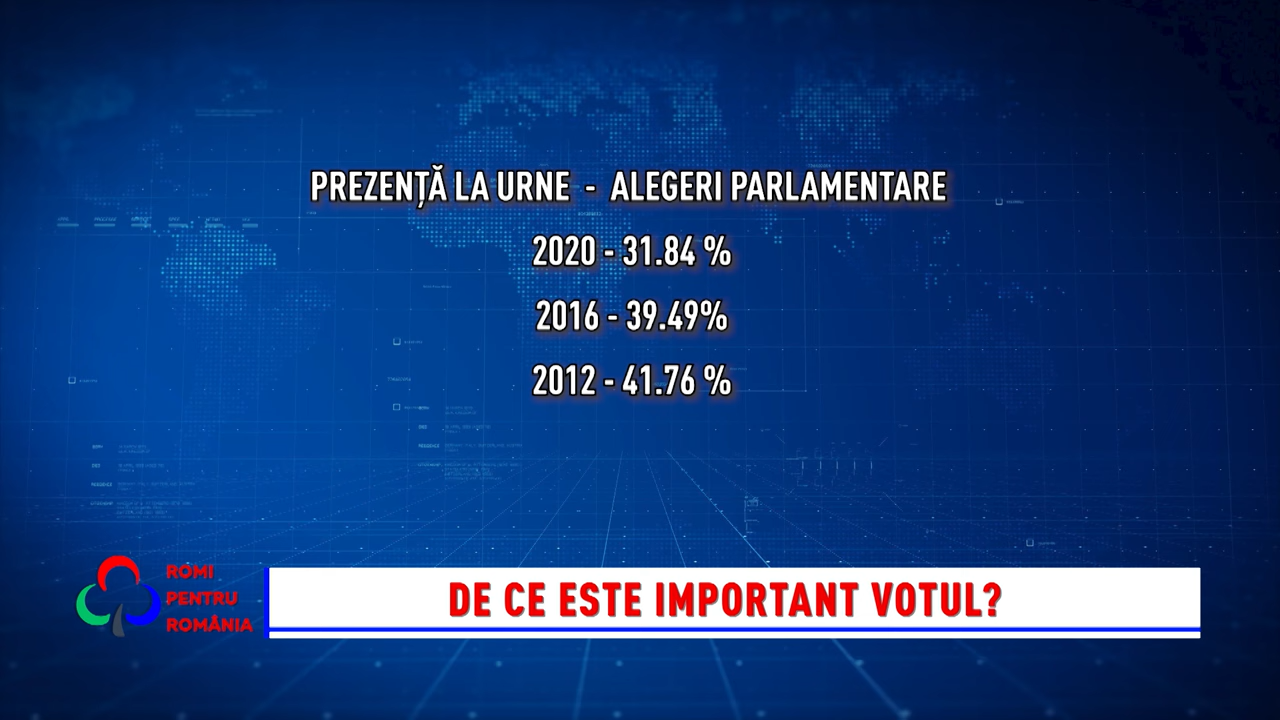 PREZENȚĂ LA URNE - ALEGERI PARLAMENTARE
2020 - 31.84 %
2016 - 39.49%
2012 - 41.76 %
ROMI
PENTRU
ROMÂNIA
DE CE ESTE IMPORTANT VOTUL?